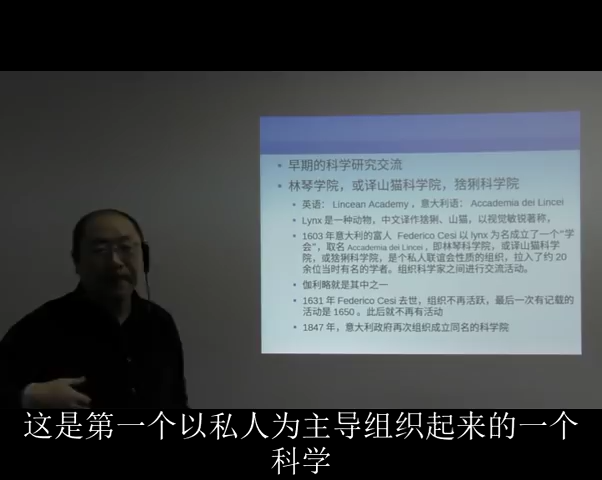 早期的科学研究交流
林琴学院，或译山猫科学院，猞猁科学院
英语： Lincean Academy ，意大利语： Accademia dei Lincei
Lynx是一种动物，中文译作猞猁、山猫，以视觉敏锐著称，
1603 年意大利的富人 Federico Cesi 以 lynx 为名成立了一个“学
会”，取名 Accademia dei Lincei ，即林琴科学院，或译山猫科学
院，或猞猁科学院，是个私人联谊会性质的组织，拉入了约 20
余位当时有名的学者。组织科学家之间进行交流活动。
伽利略就是其中之一
1631 年 Federico Cesi 去世，组织不再活跃，最后一次有记载的
活动是 1650 。此后就不再有活动
1847 年，意大利政府再次组织成立同名的科学院
这是第一个以私人为主导组织起来的一个
科学